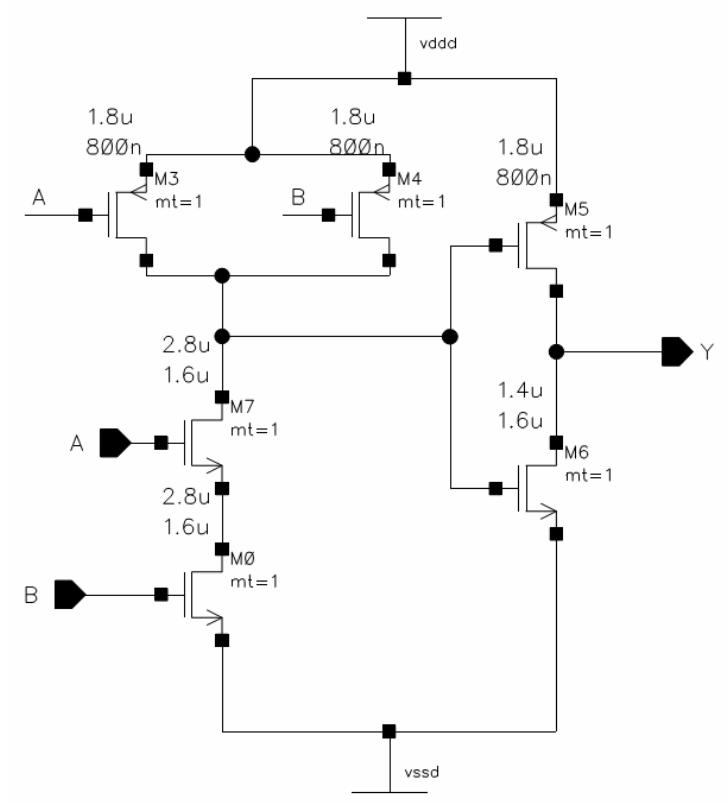 vddd
1.8u
800n
1.8u
800n
1.8u
800n
A
M3
mt=1
B
M4
mt=1
M5
mt=1
2.8u
1.6u
Y
1.4u
1.6u
M7
mt=1
A
M6
mt=1
2.8u
1.6u
M0
mt=1
B
vssd